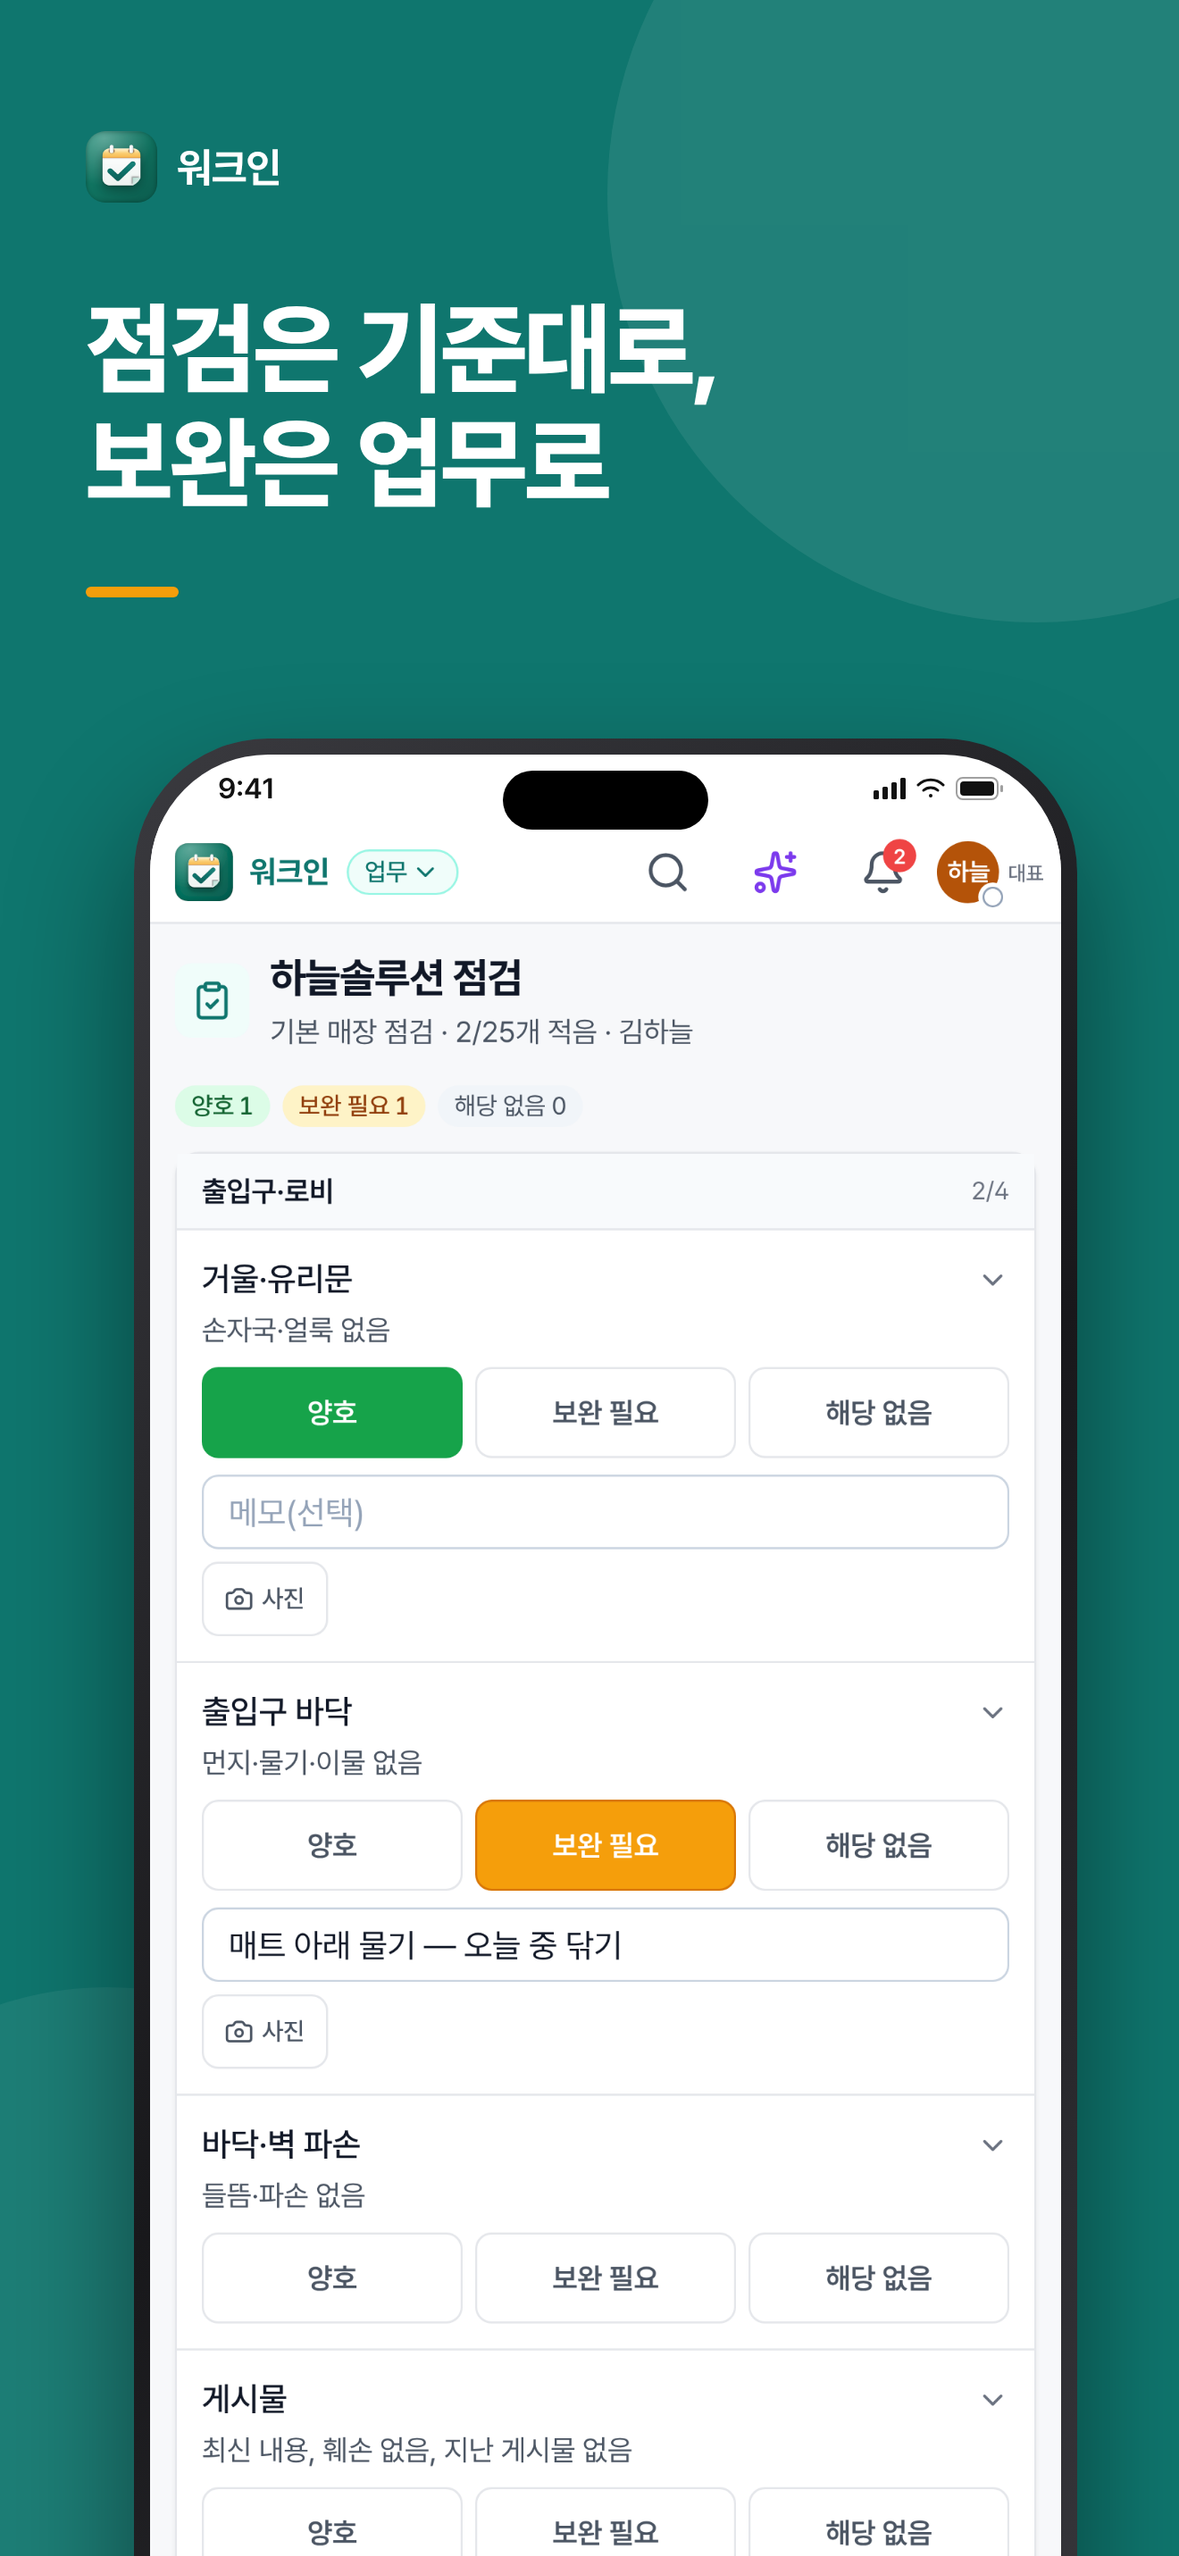 워크인
점검은 기준대로,
보완은 업무로
9:41
워크인 업무 2 하늘 대표
하늘솔루션 점검
기본 매장 점검 · 2/25개 적음 · 김하늘
양호 1 보완 필요 1 해당 없음 0
출입구·로비 2/4
거울·유리문
손자국·얼룩 없음
양호 보완 필요 해당 없음
메모(선택)
사진
출입구 바닥
먼지·물기·이물 없음
양호 보완 필요 해당 없음
매트 아래 물기 — 오늘 중 닦기
사진
바닥·벽 파손
들뜸·파손 없음
양호 보완 필요 해당 없음
게시물
최신 내용, 훼손 없음, 지난 게시물 없음
양호 보완 필요 해당 없음